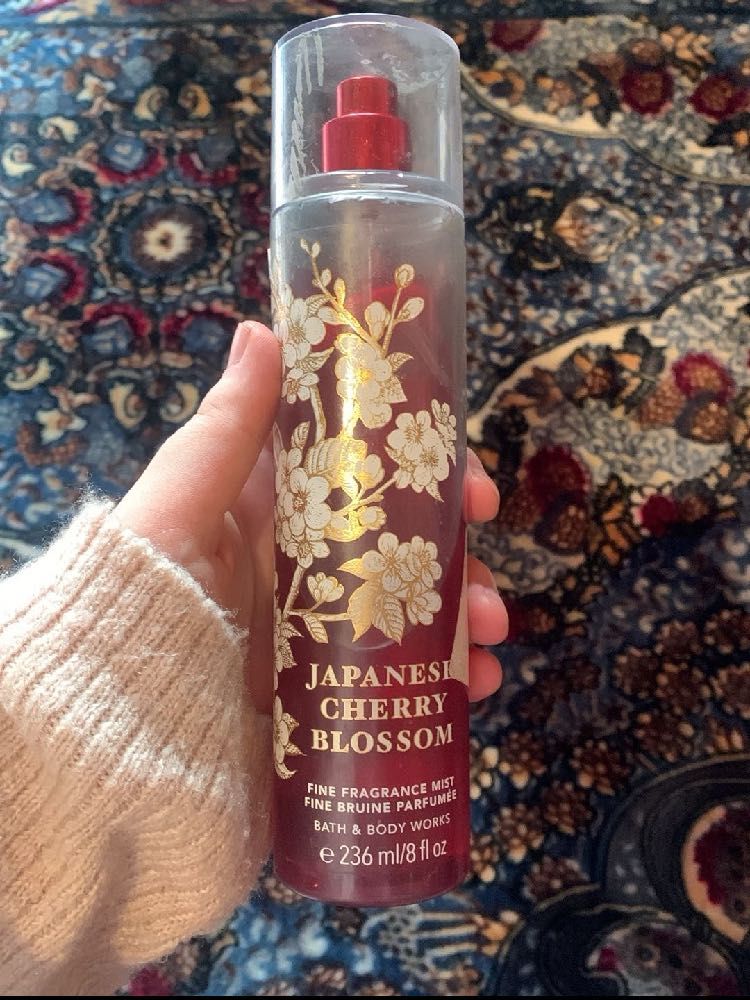 JAPANESE
CHERRY
BLOSSOM
FINE FRAGRANCE MIST
FINE BRUINE PARFUMÉE
BATH & BODY WORKS
℮ 236 ml/8 fl oz